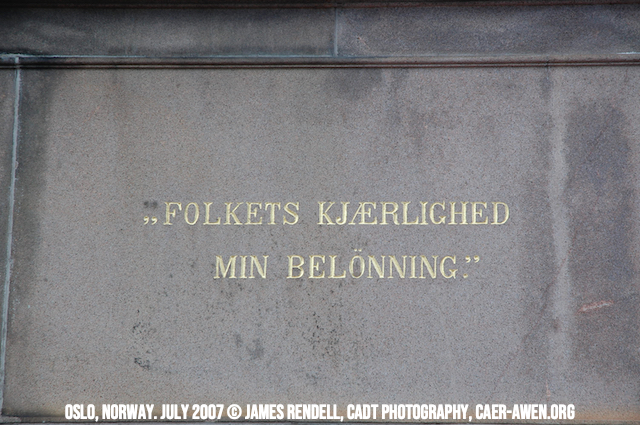 „FOLKETS KJÆRLIGHED
MIN BELÖNNING.”
OSLO, NORWAY. JULY 2007 © JAMES RENDELL, CADT PHOTOGRAPHY, CAER-AWEN.ORG